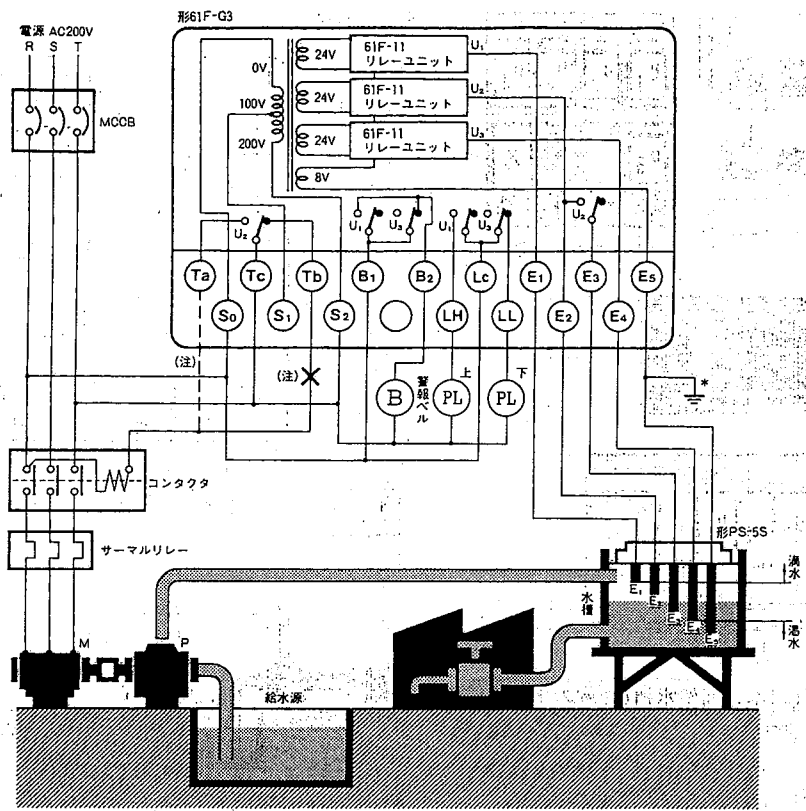 形61F-G3
電源 AC200V
R S T
MCCB
0V
100V
200V
24V
61F-11
リレーユニット
U₁
24V
61F-11
リレーユニット
U₂
24V
61F-11
リレーユニット
U₃
8V
U₂
U₁
U₃
U₁
U₃
U₂
Ta Tc Tb B₁ B₂ Lc E₁ E₃ E₅
S₀ S₁ S₂ LH LL E₂ E₄
(注)
(注)
B
警報ベル
PL
上
PL
下
*
コンタクタ
サーマルリレー
形PS-5S
E₁
E₂
E₃
E₄
E₅
満水
渇水
水槽
M
P
給水源